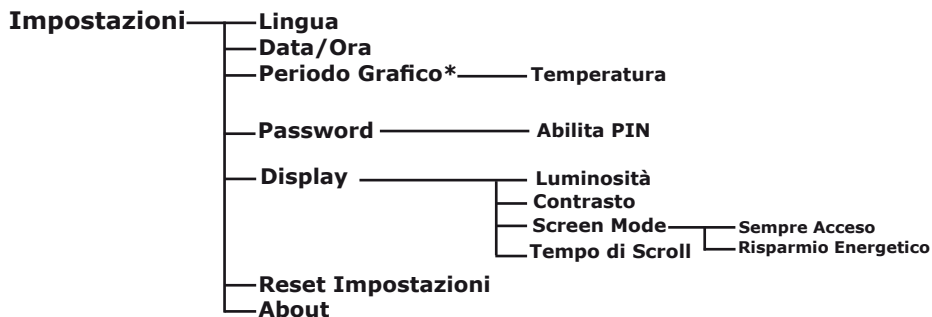 Impostazioni
Lingua
Data/Ora
Periodo Grafico*
Temperatura
Password
Abilita PIN
Display
Luminosità
Contrasto
Screen Mode
Sempre Acceso
Risparmio Energetico
Tempo di Scroll
Reset Impostazioni
About